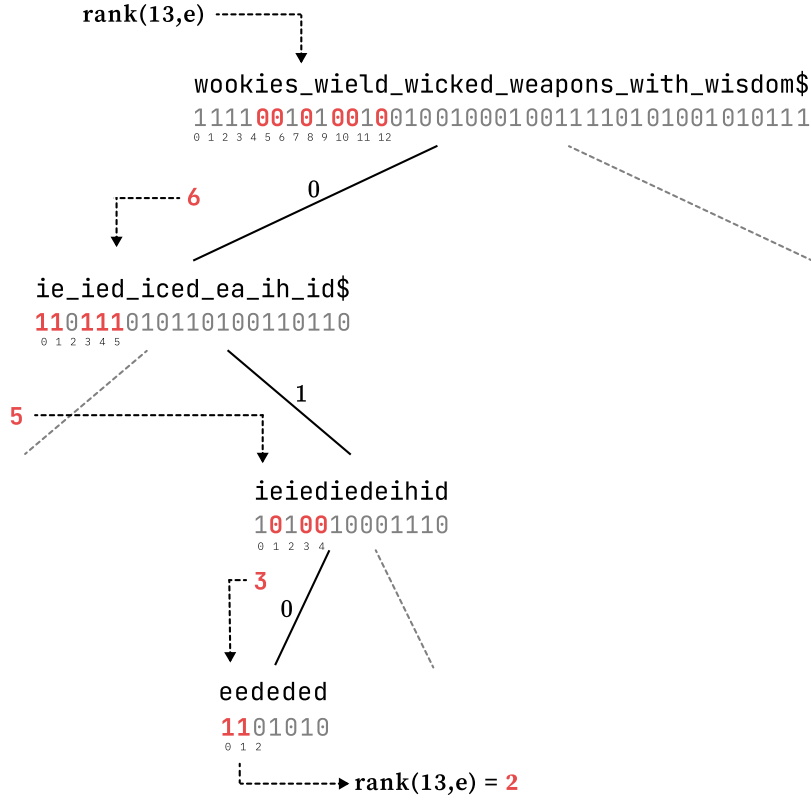 rank(13,e)
wookies_wield_wicked_weapons_with_wisdom$
11110010100100100100010011110101001010111
0 1 2 3 4 5 6 7 8 9 10 11 12
0
6
ie_ied_iced_ea_ih_id$
110111010110100110110
0 1 2 3 4 5
1
5
ieiediedeihid
1010010001110
0 1 2 3 4
3
0
eededed
1101010
0 1 2
rank(13,e) = 2